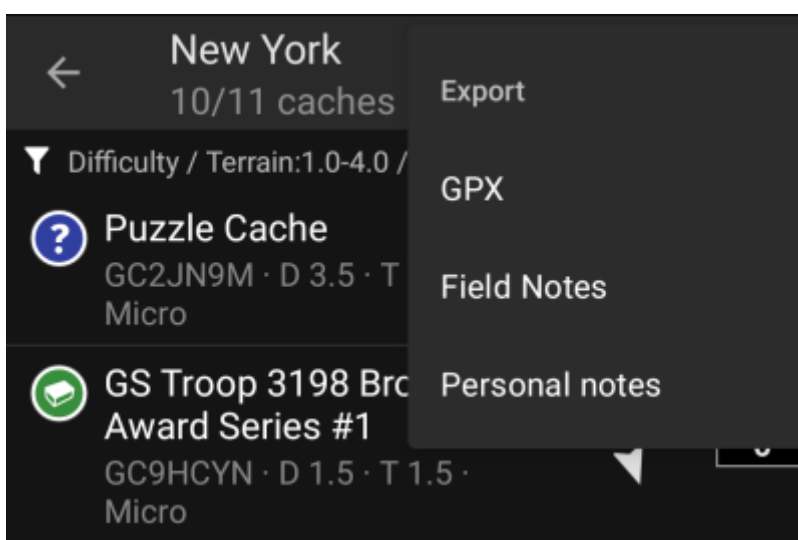 New York
10/11 caches
Difficulty / Terrain:1.0-4.0 /
Puzzle Cache
GC2JN9M · D 3.5 · T
Micro
GS Troop 3198 Bro
Award Series #1
GC9HCYN · D 1.5 · T 1.5 ·
Micro
Export
GPX
Field Notes
Personal notes